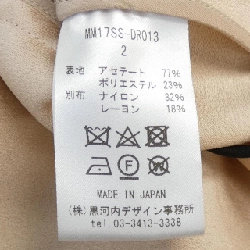 MM17SS-DR013
2
表地 アセテート 77%
ポリエステル 23%
別布 ナイロン 82%
レーヨン 18%
MADE IN JAPAN
(株)黒河内デザイン事務所
☎ 03-3413-3338